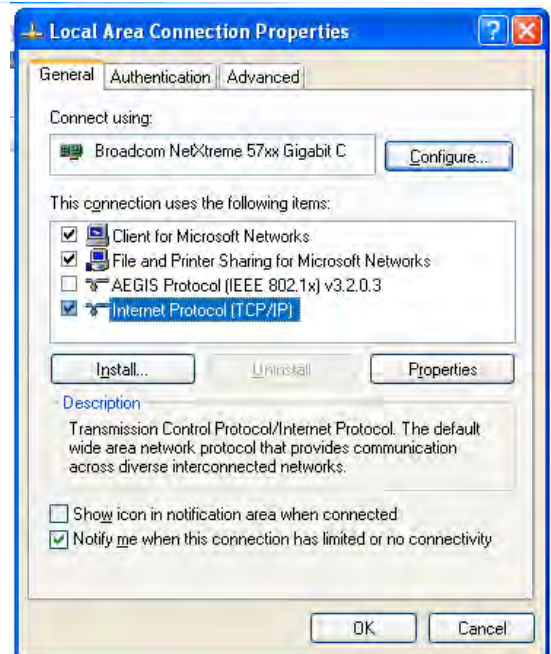 Local Area Connection Properties
General Authentication Advanced
Connect using:
Broadcom NetXtreme 57xx Gigabit C
Configure...
This connection uses the following items:
Client for Microsoft Networks
File and Printer Sharing for Microsoft Networks
AEGIS Protocol (IEEE 802.1x) v3.2.0.3
Internet Protocol (TCP/IP)
Install... Uninstall Properties
Description
Transmission Control Protocol/Internet Protocol. The default
wide area network protocol that provides communication
across diverse interconnected networks.
Show icon in notification area when connected
Notify me when this connection has limited or no connectivity
OK Cancel